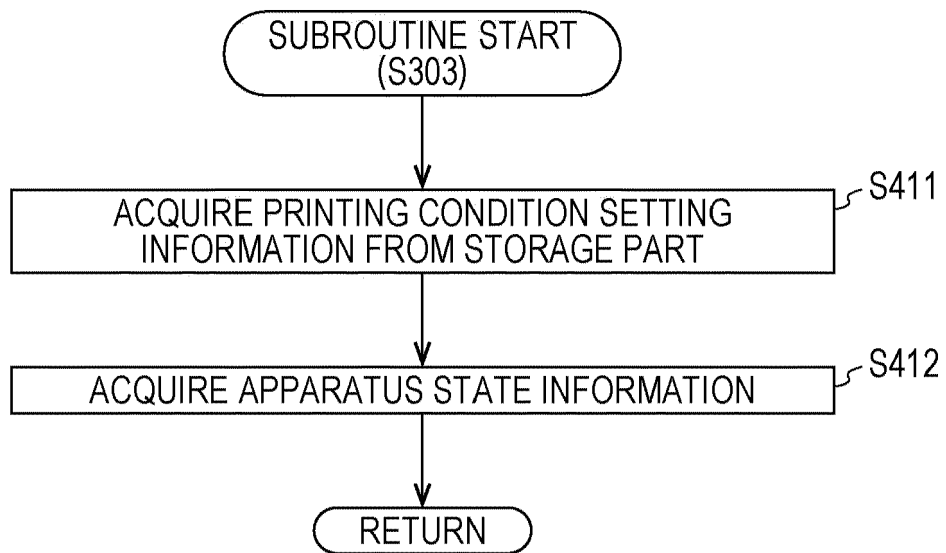 SUBROUTINE START
(S303)
S411
ACQUIRE PRINTING CONDITION SETTING
INFORMATION FROM STORAGE PART
S412
ACQUIRE APPARATUS STATE INFORMATION
RETURN